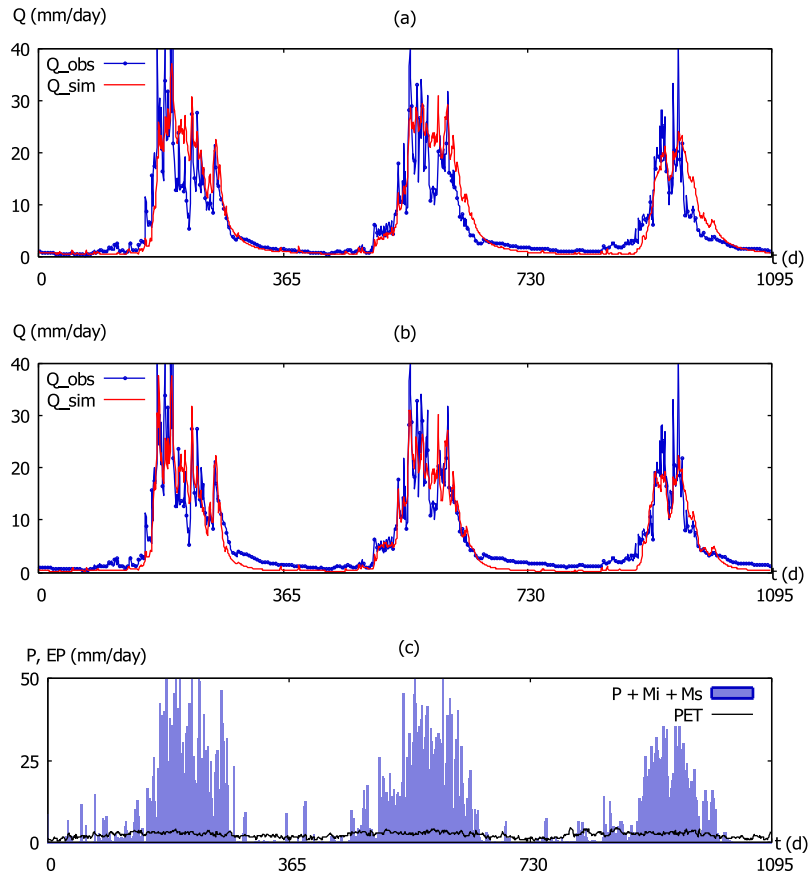 Q (mm/day)
(a)
40
30
20
10
0
Q_obs
Q_sim
0
365
730
1095
t (d)
Q (mm/day)
(b)
40
30
20
10
0
Q_obs
Q_sim
0
365
730
1095
t (d)
(c)
P, EP (mm/day)
50
25
0
P + Mi + Ms
PET
0
365
730
1095
t (d)